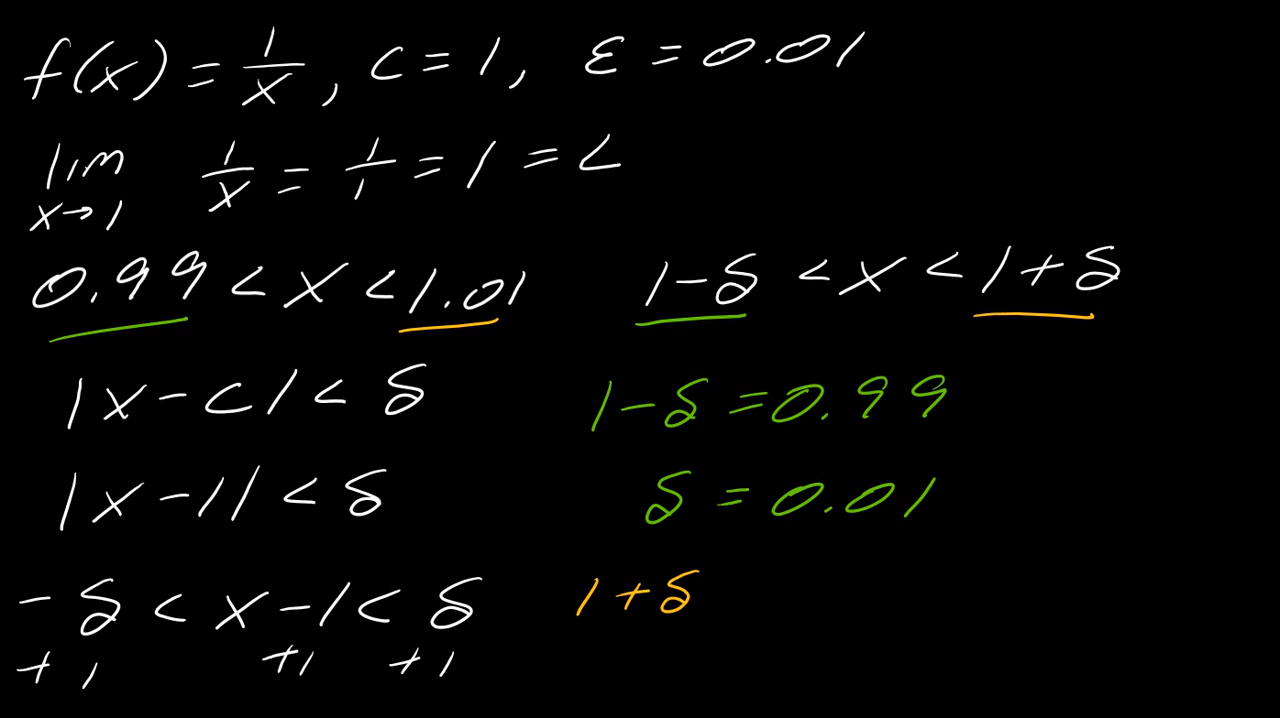 f(x) = 1/x, c = 1, ε = 0.01
lim x→1 1/x = 1/1 = 1 = L
0.99 < x < 1.01
1-δ < x < 1+δ
|x-c| < δ
1-δ = 0.99
|x-1| < δ
δ = 0.01
-δ < x-1 < δ
1+δ
+1 +1 +1